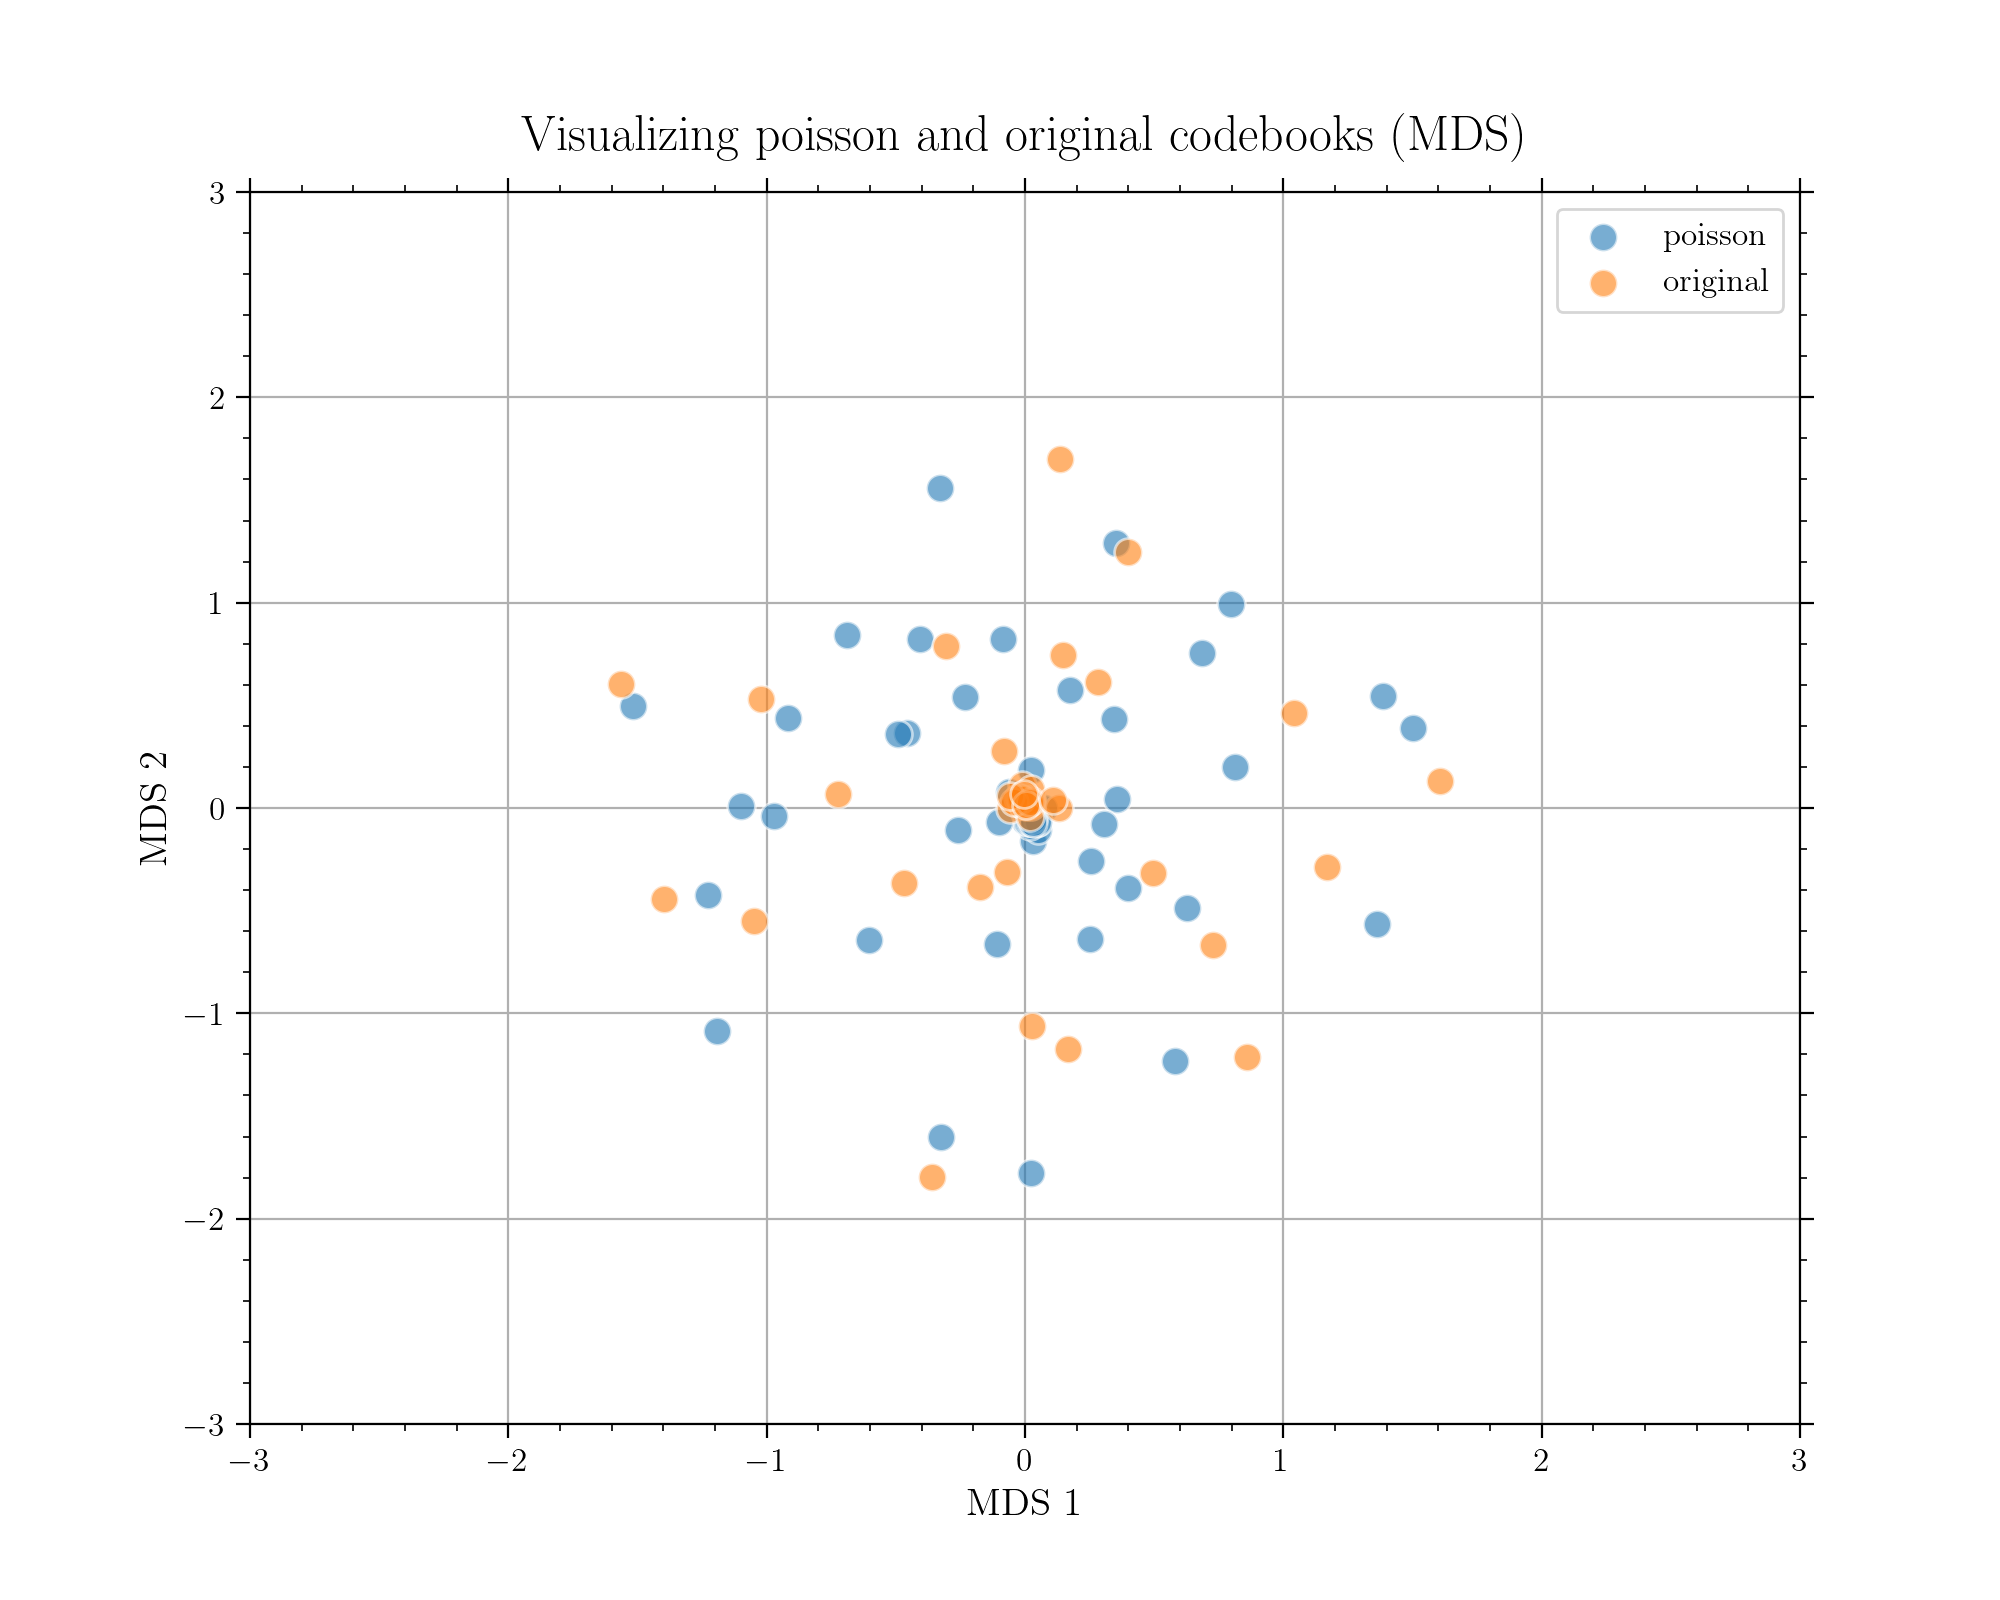 Visualizing poisson and original codebooks (MDS)
poisson
original
MDS 2
3
2
1
0
−1
−2
−3
−3 −2 −1 0 1 2 3
MDS 1